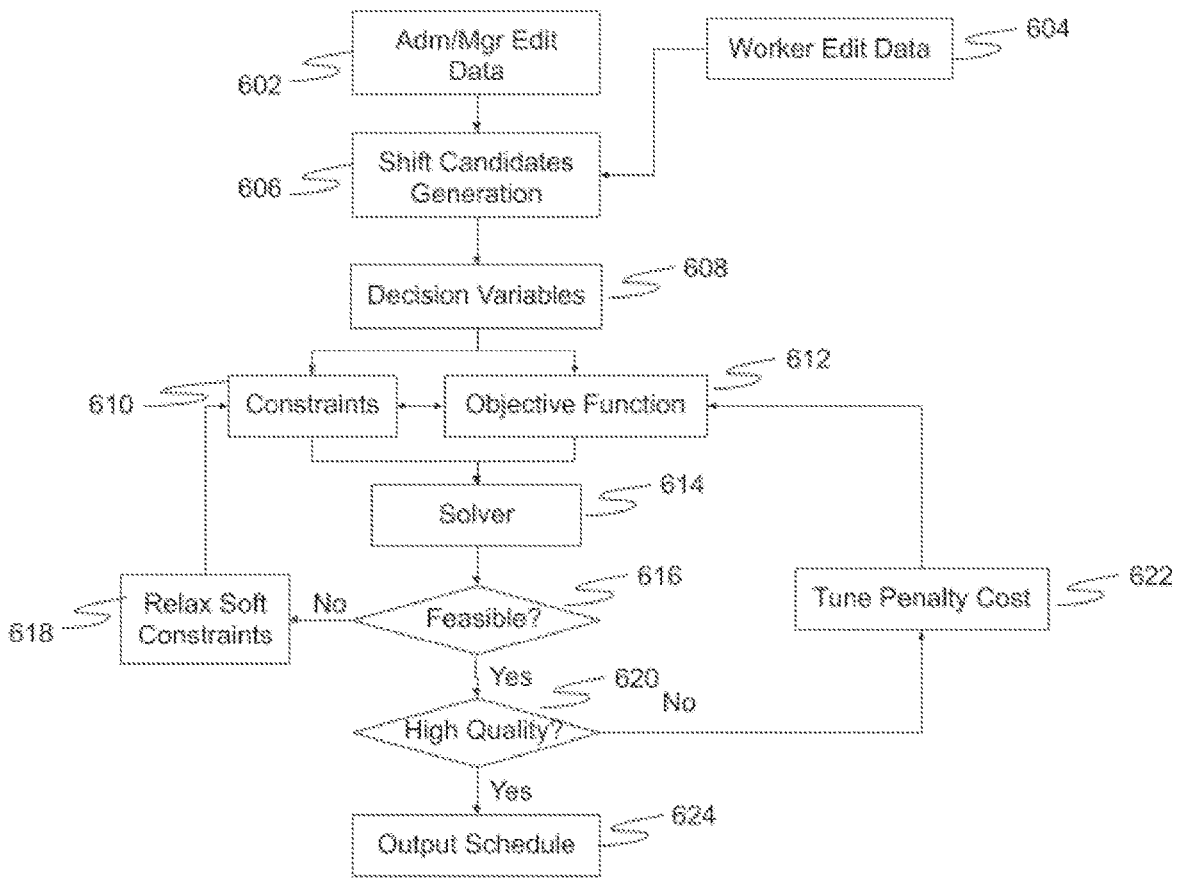 Adm/Mgr Edit
Data
602
Worker Edit Data
604
Shift Candidates
Generation
606
Decision Variables
608
610
Constraints
Objective Function
612
Solver
614
616
Feasible?
No
Relax Soft
Constraints
618
Tune Penalty Cost
622
Yes
620
High Quality?
No
Yes
Output Schedule
624